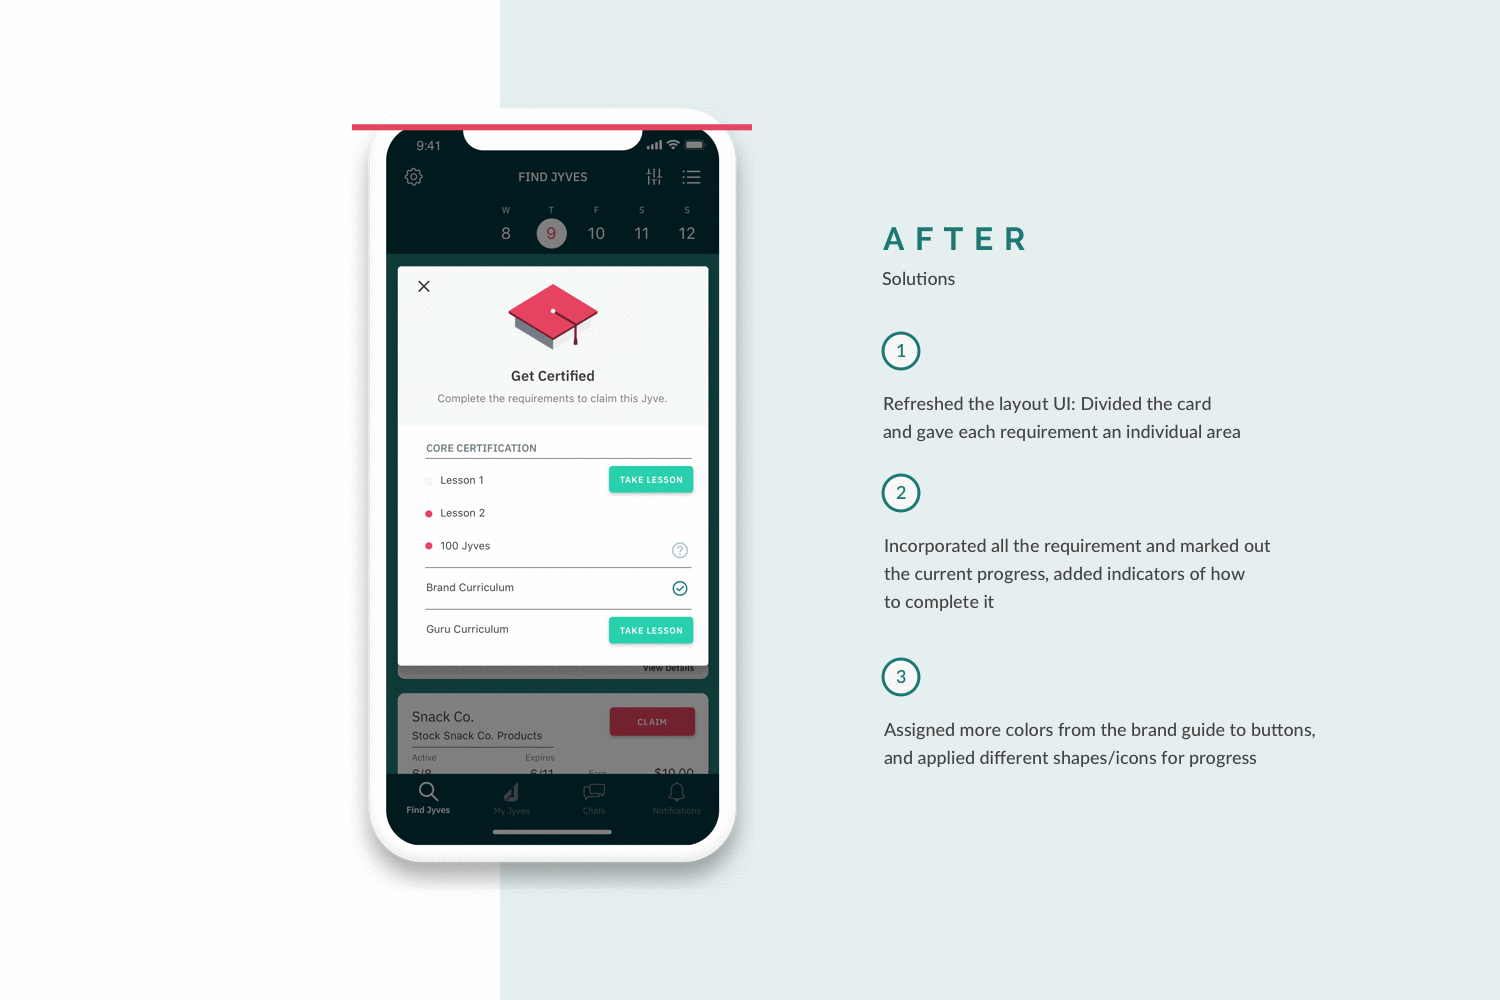 9:41
FIND JYVES
W T F S S
8 9 10 11 12
Get Certified
Complete the requirements to claim this Jyve.
CORE CERTIFICATION
Lesson 1 TAKE LESSON
Lesson 2
100 Jyves ?
Brand Curriculum
Guru Curriculum TAKE LESSON
View Details
Snack Co. CLAIM
Stock Snack Co. Products
Active Expires
6/8 6/11 Earn $10.00
Find Jyves My Jyves Chats Notifcations
AFTER
Solutions
1
Refreshed the layout UI: Divided the card
and gave each requirement an individual area
2
Incorporated all the requirement and marked out
the current progress, added indicators of how
to complete it
3
Assigned more colors from the brand guide to buttons,
and applied different shapes/icons for progress